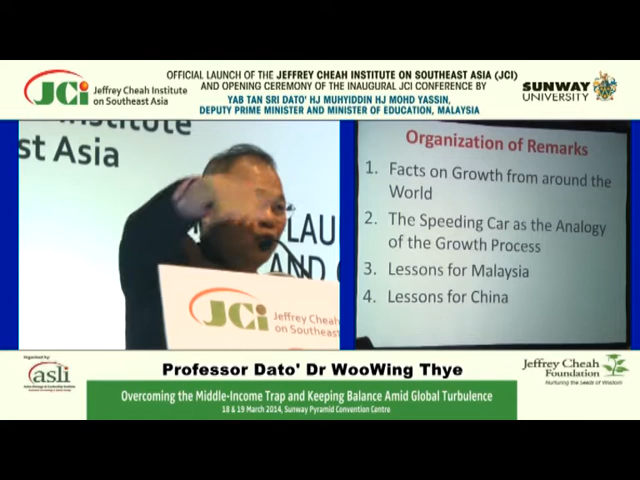 JCi
Jeffrey Cheah Institute
on Southeast Asia
OFFICIAL LAUNCH OF THE JEFFREY CHEAH INSTITUTE ON SOUTHEAST ASIA (JCI)
AND OPENING CEREMONY OF THE INAUGURAL JCI CONFERENCE BY
YAB TAN SRI DATO' HJ MUHYIDDIN HJ MOHD YASSIN,
DEPUTY PRIME MINISTER AND MINISTER OF EDUCATION, MALAYSIA
SUNWAY
UNIVERSITY
st Asia
LAU
AND
JCi
Jeffrey Cheah
on Southeast
Organization of Remarks
1. Facts on Growth from around the
World
2. The Speeding Car as the Analogy
of the Growth Process
3. Lessons for Malaysia
4. Lessons for China
Organised by:
asli
Professor Dato' Dr WooWing Thye
Jeffrey Cheah
Foundation
Nurturing the Seeds of Wisdom
Overcoming the Middle-Income Trap and Keeping Balance Amid Global Turbulence
18 & 19 March 2014, Sunway Pyramid Convention Centre